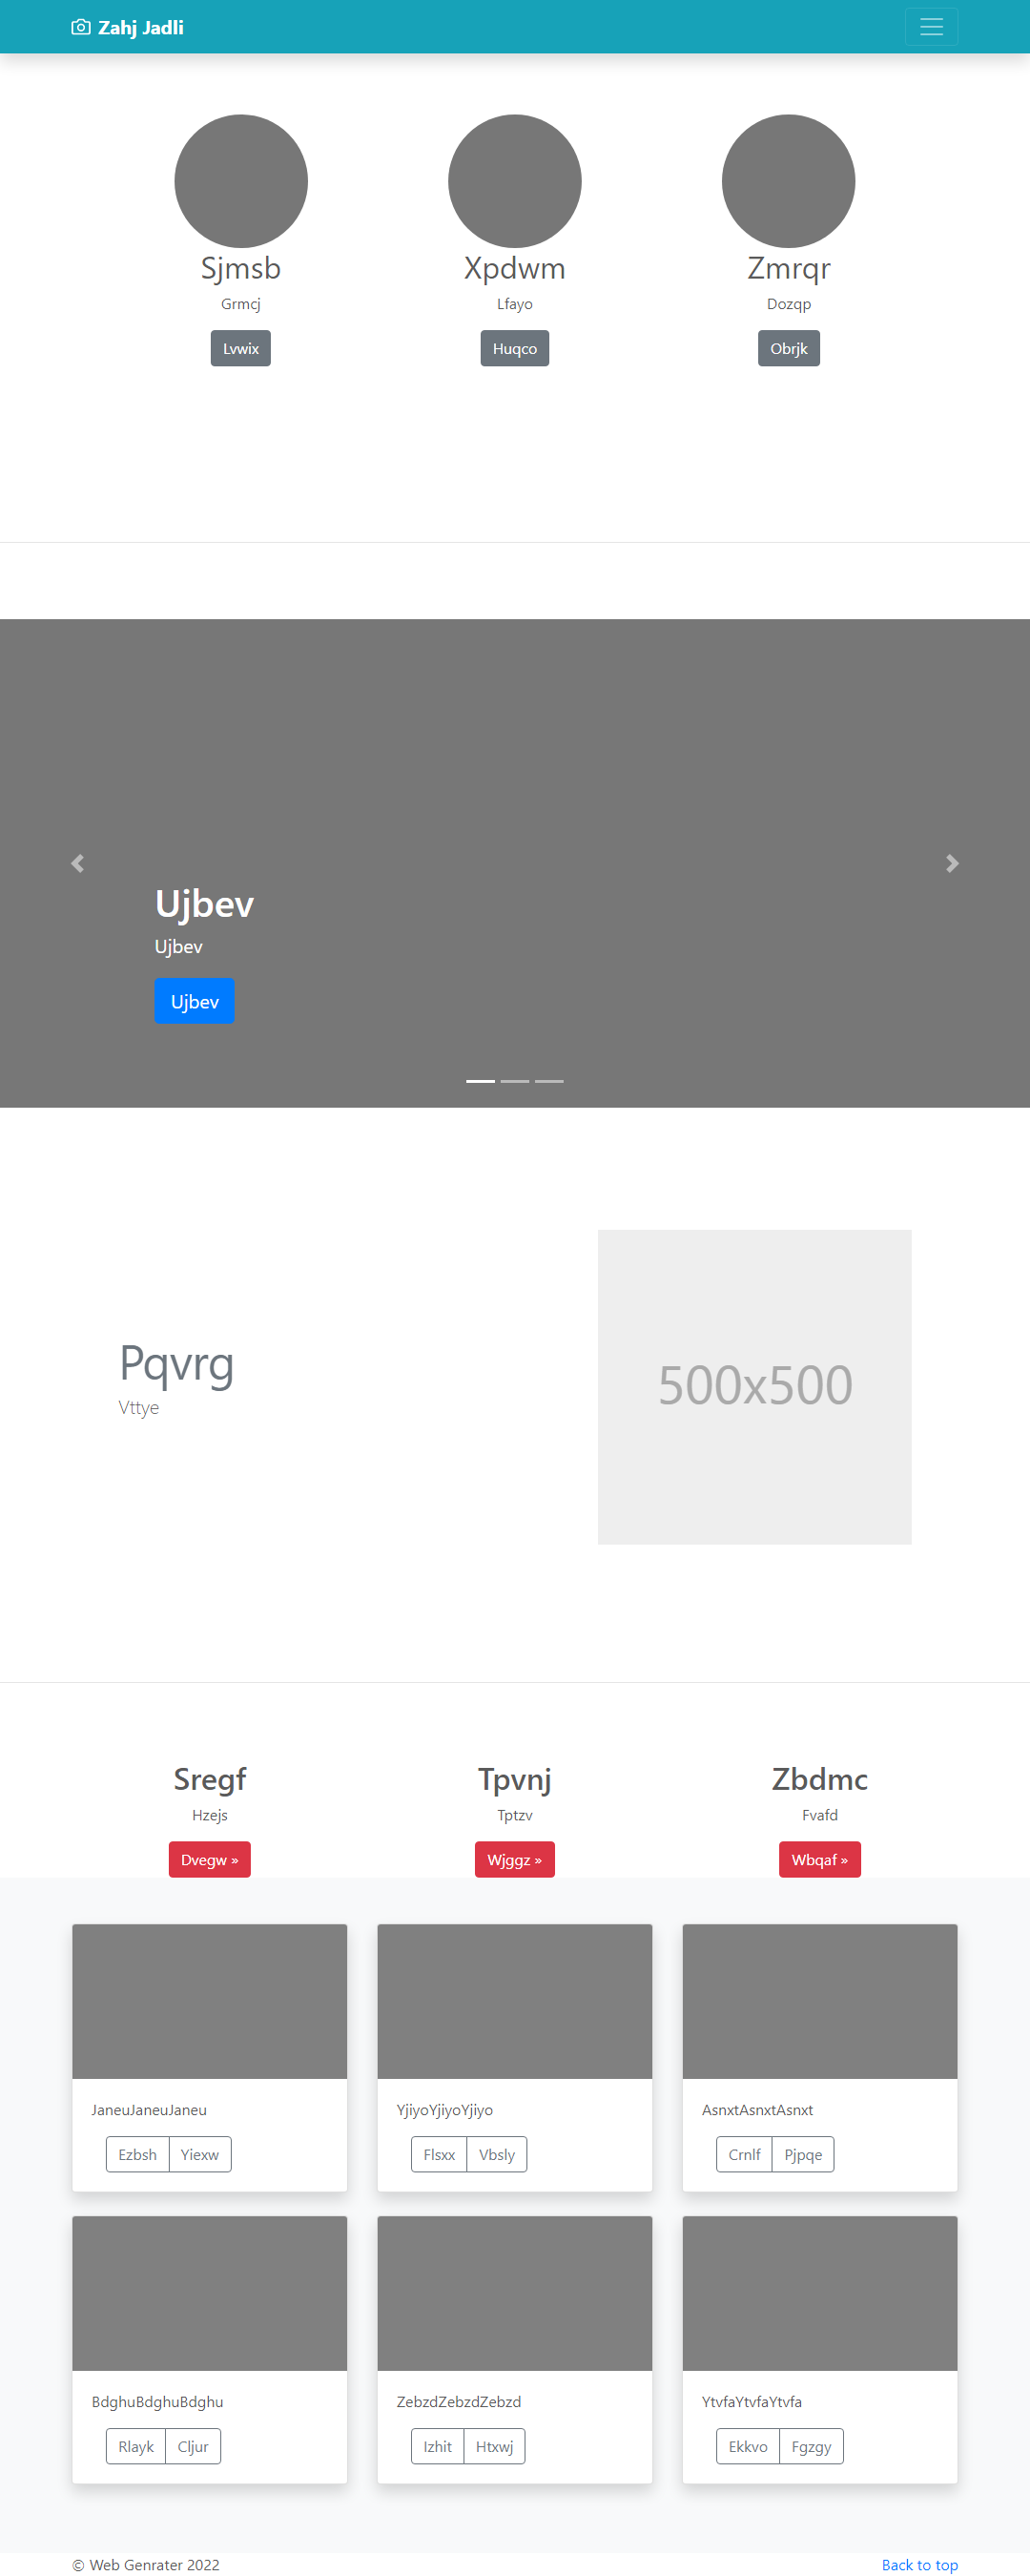 Zahj Jadli
Sjmsb Xpdwm Zmrqr
Grmcj Lfayo Dozqp
Lvwix Huqco Obrjk
Ujbev
Ujbev
Ujbev
Pqvrg
Vttye
500x500
Sregf Tpvnj Zbdmc
Hzejs Tptzv Fvafd
Dvegw » Wjggz » Wbqaf »
JaneuJaneuJaneu YjiyoYjiyoYjiyo AsnxtAsnxtAsnxt
Ezbsh Yiexw Flsxx Vbsly Crnlf Pjpqe
BdghuBdghuBdghu ZebzdZebzdZebzd YtvfaYtvfaYtvfa
Rlayk Cljur Izhit Htxwj Ekkvo Fgzgy
© Web Genrater 2022 Back to top